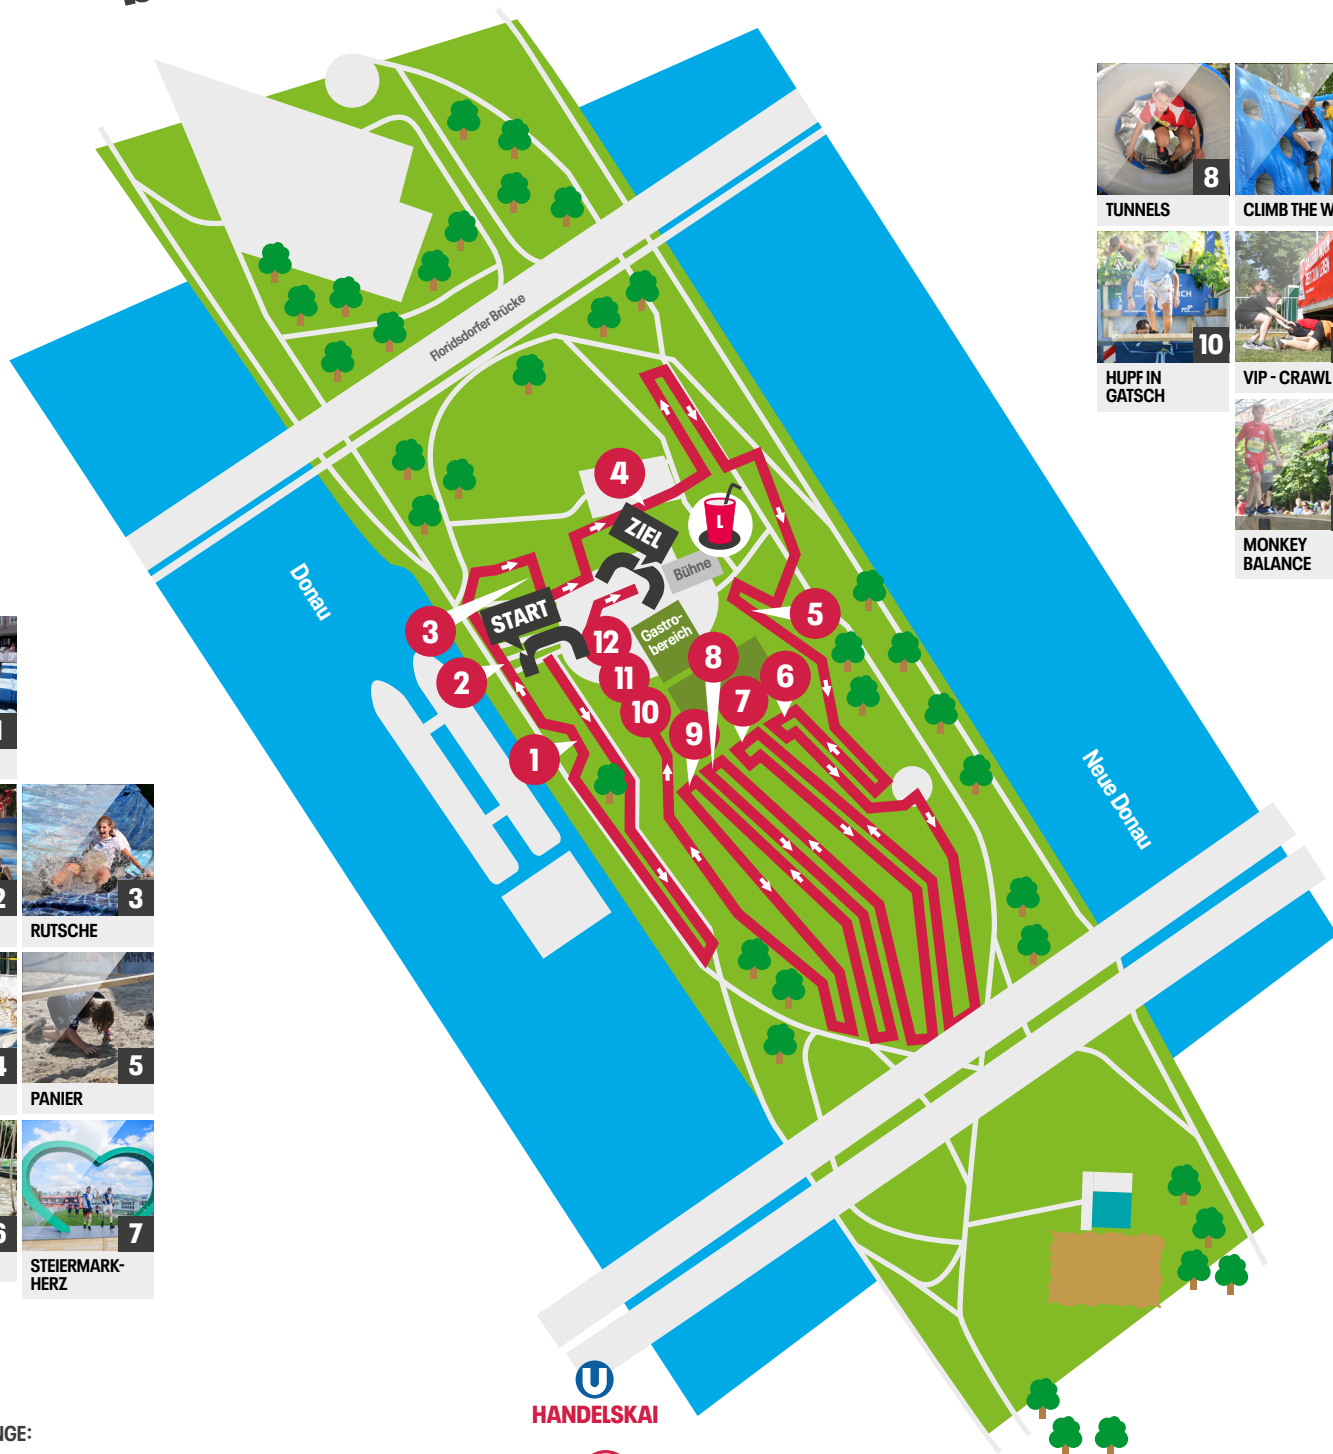 Floridsdorfer Brücke
8
TUNNELS
CLIMB THE W
10
HUPF IN
GATSCH
VIP - CRAWL
MONKEY
BALANCE
4
ZIEL
L
Bühne
Donau
START
3
12
Gastro-
bereich
5
2
11
8
6
10
7
9
1
Neue Donau
3
RUTSCHE
5
PANIER
7
STEIERMARK-
HERZ
U
HANDELSKAI
NGE: